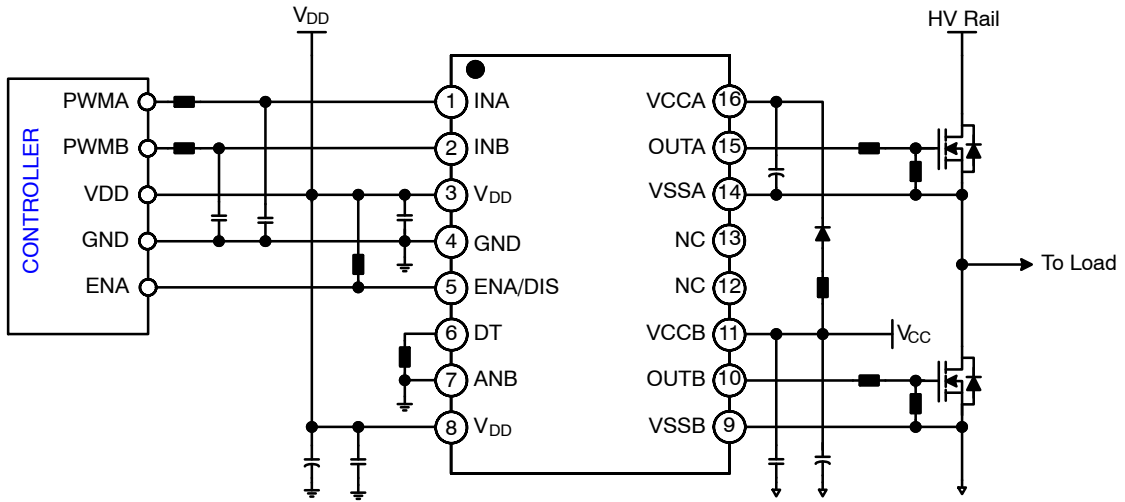 VDD
HV Rail
CONTROLLER
PWMA
PWMB
VDD
GND
ENA
1 INA
2 INB
3 VDD
4 GND
5 ENA/DIS
6 DT
7 ANB
8 VDD
VCCA 16
OUTA 15
VSSA 14
NC 13
NC 12
VCCB 11
OUTB 10
VSSB 9
To Load
VCC